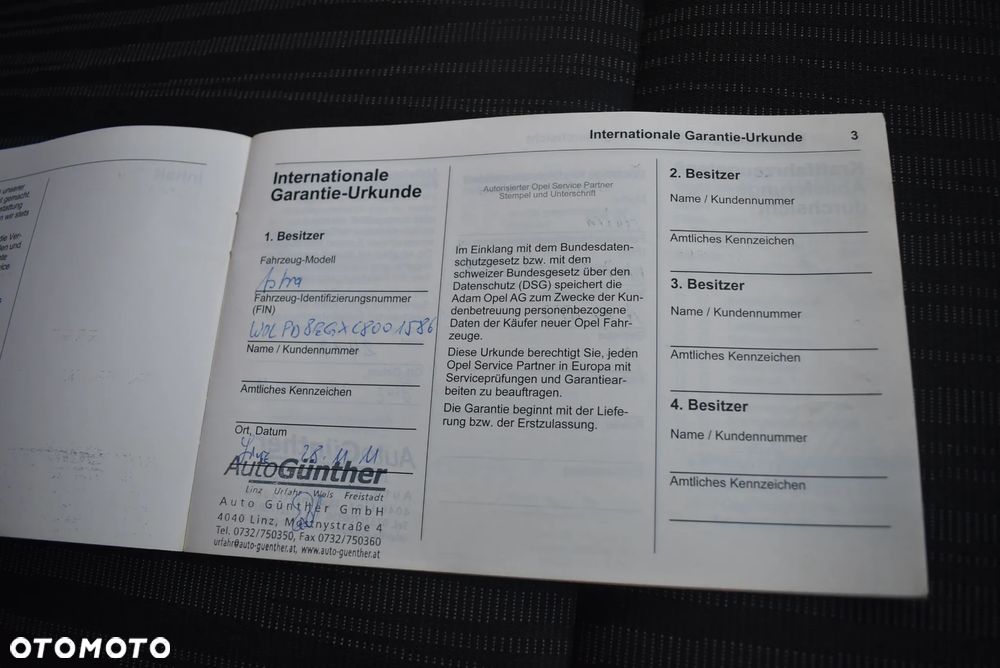 Internationale Garantie-Urkunde 3
Internationale
Garantie-Urkunde
1. Besitzer
Fahrzeug-Modell
Astra
Fahrzeug-Identifizierungsnummer
(FIN)
W0LPD8EGXC8001586
Name / Kundennummer
Amtliches Kennzeichen
Ort, Datum
28.11.11
AutoGünther
Linz Urfahr Wels Freistadt
Auto Günther GmbH
4040 Linz,
Tel. 0732/750350, Fax 0732/750360
urfahr@auto-guenther.at, www.auto-guenther.at
Autorisierter Opel Service Partner
Stempel und Unterschrift
Im Einklang mit dem Bundesdaten-
schutzgesetz bzw. mit dem
schweizer Bundesgesetz über den
Datenschutz (DSG) speichert die
Adam Opel AG zum Zwecke der Kun-
denbetreuung personenbezogene
Daten der Käufer neuer Opel Fahr-
zeuge.
Diese Urkunde berechtigt Sie, jeden
Opel Service Partner in Europa mit
Serviceprüfungen und Garantiear-
beiten zu beauftragen.
Die Garantie beginnt mit der Liefe-
rung bzw. der Erstzulassung.
2. Besitzer
Name / Kundennummer
Amtliches Kennzeichen
3. Besitzer
Name / Kundennummer
Amtliches Kennzeichen
4. Besitzer
Name / Kundennummer
Amtliches Kennzeichen
OTOMOTO